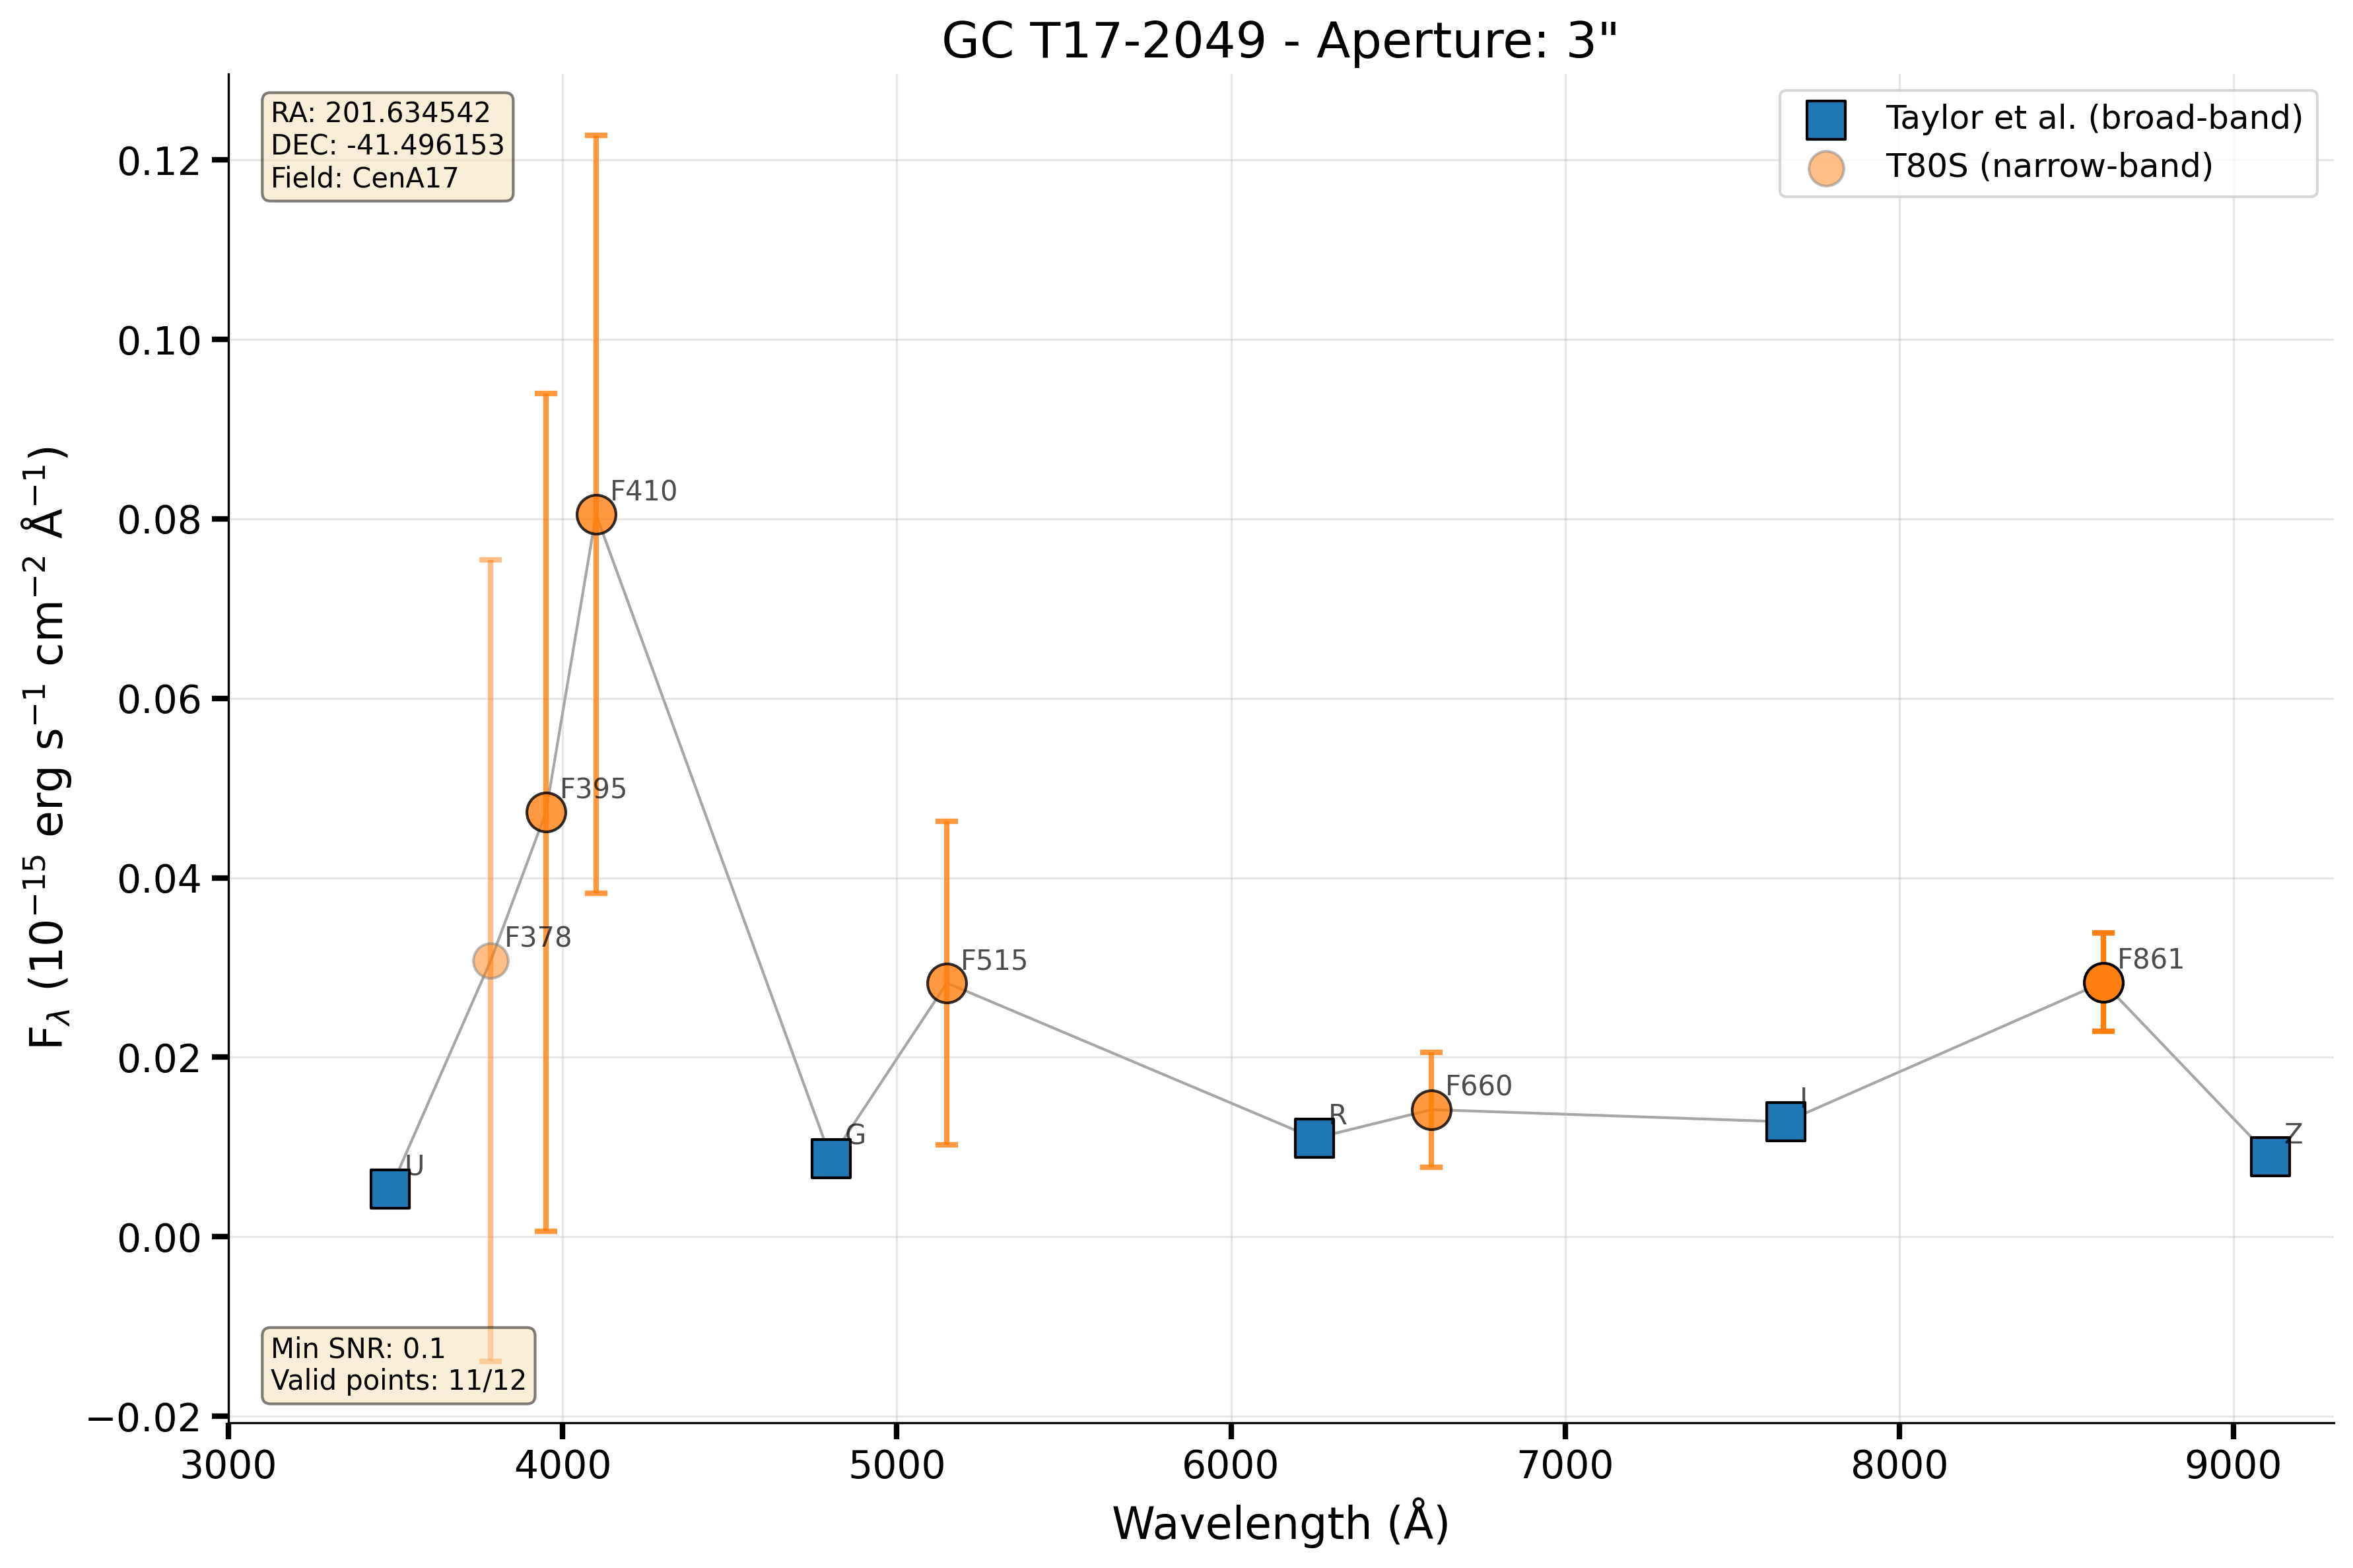 GC T17-2049 - Aperture: 3"
RA: 201.634542
DEC: -41.496153
Field: CenA17
Taylor et al. (broad-band)
T80S (narrow-band)
0.12
0.10
0.08
0.06
0.04
0.02
0.00
−0.02
F_λ (10⁻¹⁵ erg s⁻¹ cm⁻² Å⁻¹)
F410
F395
F378
F515
F861
F660
I
R
G
Z
U
Min SNR: 0.1
Valid points: 11/12
3000 4000 5000 6000 7000 8000 9000
Wavelength (Å)